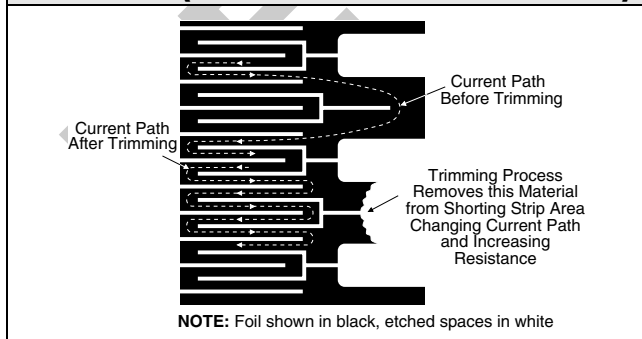 Current Path
Before Trimming
Current Path
After Trimming
Trimming Process
Removes this Material
from Shorting Strip Area
Changing Current Path
and Increasing
Resistance
NOTE: Foil shown in black, etched spaces in white